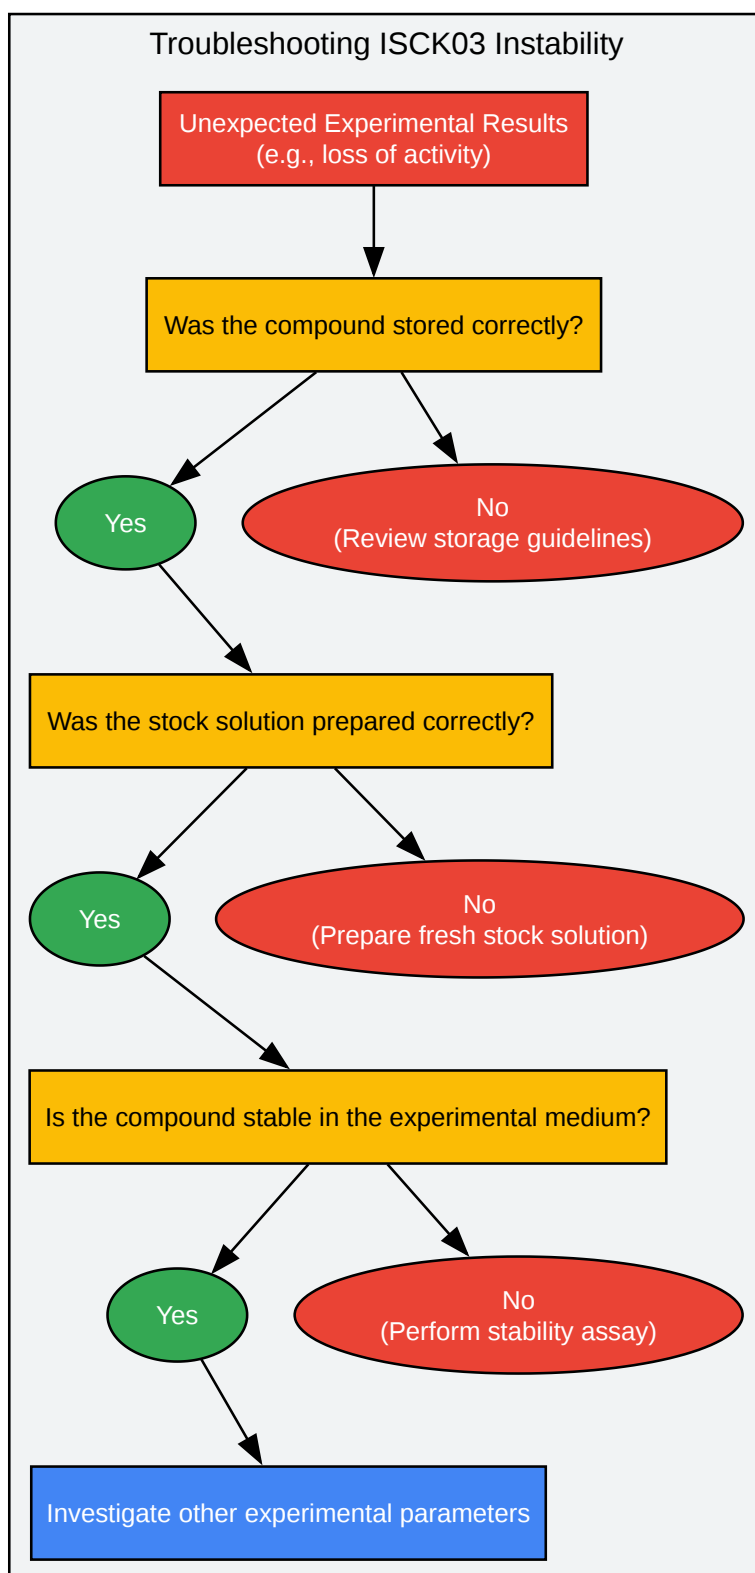 Troubleshooting ISCK03 Instability
Unexpected Experimental Results
(e.g., loss of activity)
Was the compound stored correctly?
Yes
No
(Review storage guidelines)
Was the stock solution prepared correctly?
Yes
No
(Prepare fresh stock solution)
Is the compound stable in the experimental medium?
Yes
No
(Perform stability assay)
Investigate other experimental parameters